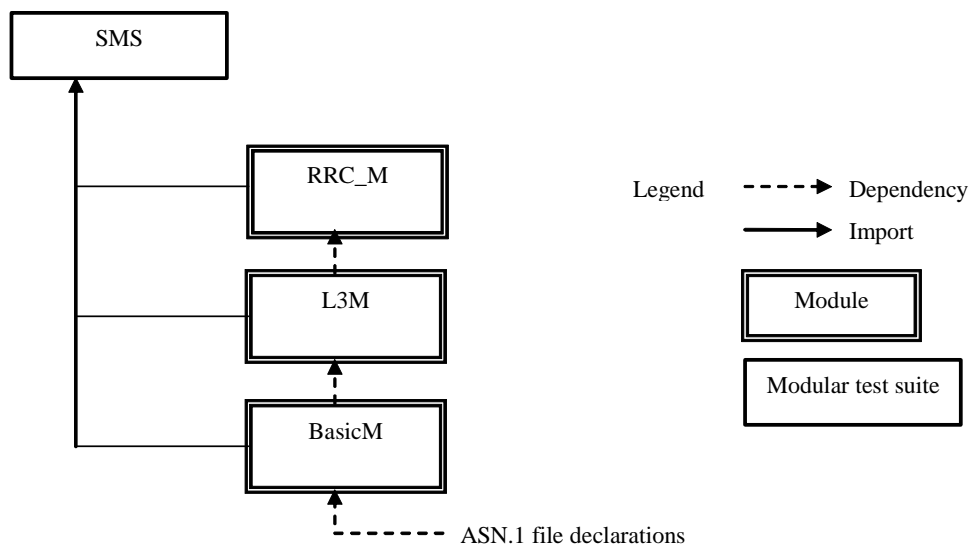 SMS
RRC_M
Legend
Dependency
Import
L3M
Module
Modular test suite
BasicM
ASN.1 file declarations